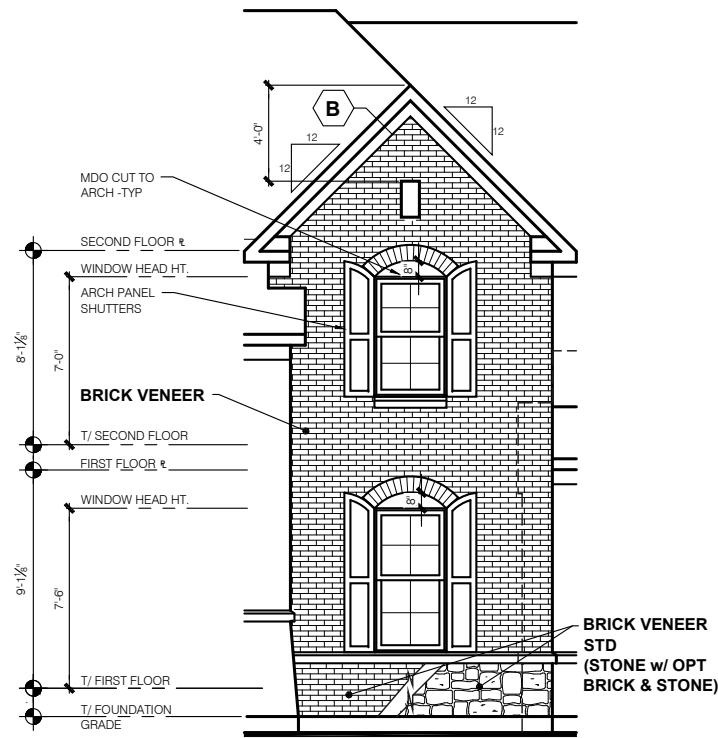 12
B
12
4'-0"
12
12
MDO CUT TO
ARCH -TYP
SECOND FLOOR ℄
WINDOW HEAD HT.
8"
ARCH PANEL
SHUTTERS
8'-1⅛"
7'-0"
BRICK VENEER
T/ SECOND FLOOR
FIRST FLOOR ℄
WINDOW HEAD HT.
8"
9'-1⅛"
7'-6"
BRICK VENEER
STD
(STONE w/ OPT
BRICK & STONE)
T/ FIRST FLOOR
T/ FOUNDATION
GRADE